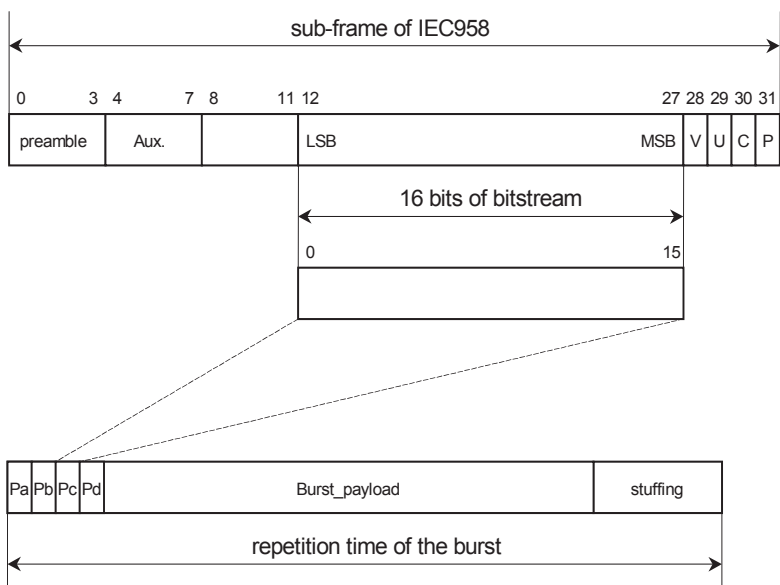 sub-frame of IEC958
0 3 4 7 8 11 12 27 28 29 30 31
preamble Aux. LSB MSB V U C P
16 bits of bitstream
0 15
Pa Pb Pc Pd Burst_payload stuffing
repetition time of the burst